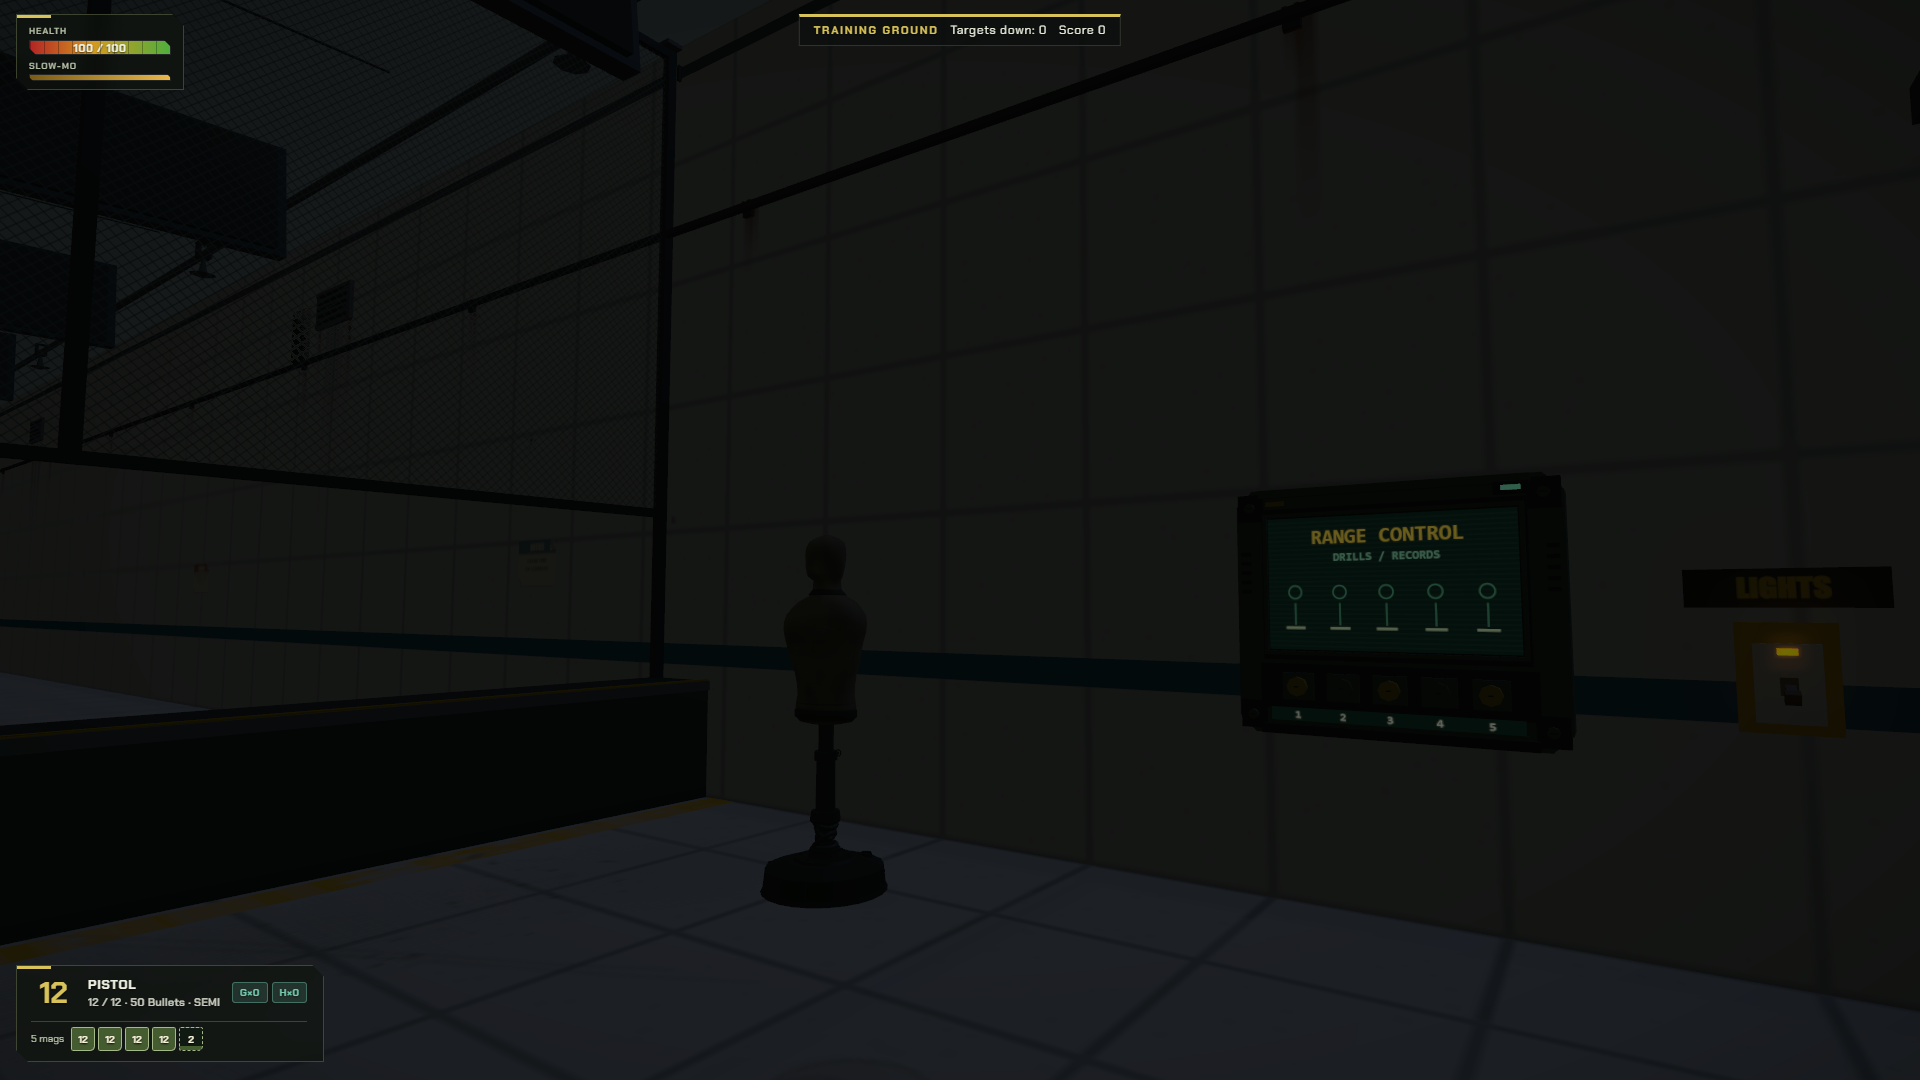 HEALTH
100 / 100
SLOW-MO
TRAINING GROUND Targets down: 0 Score 0
RANGE CONTROL
DRILLS / RECORDS
1 2 3 4 5
LIGHTS
12 PISTOL
12 / 12 · 50 Bullets · SEMI G×0 H×0
5 mags 12 12 12 12 2